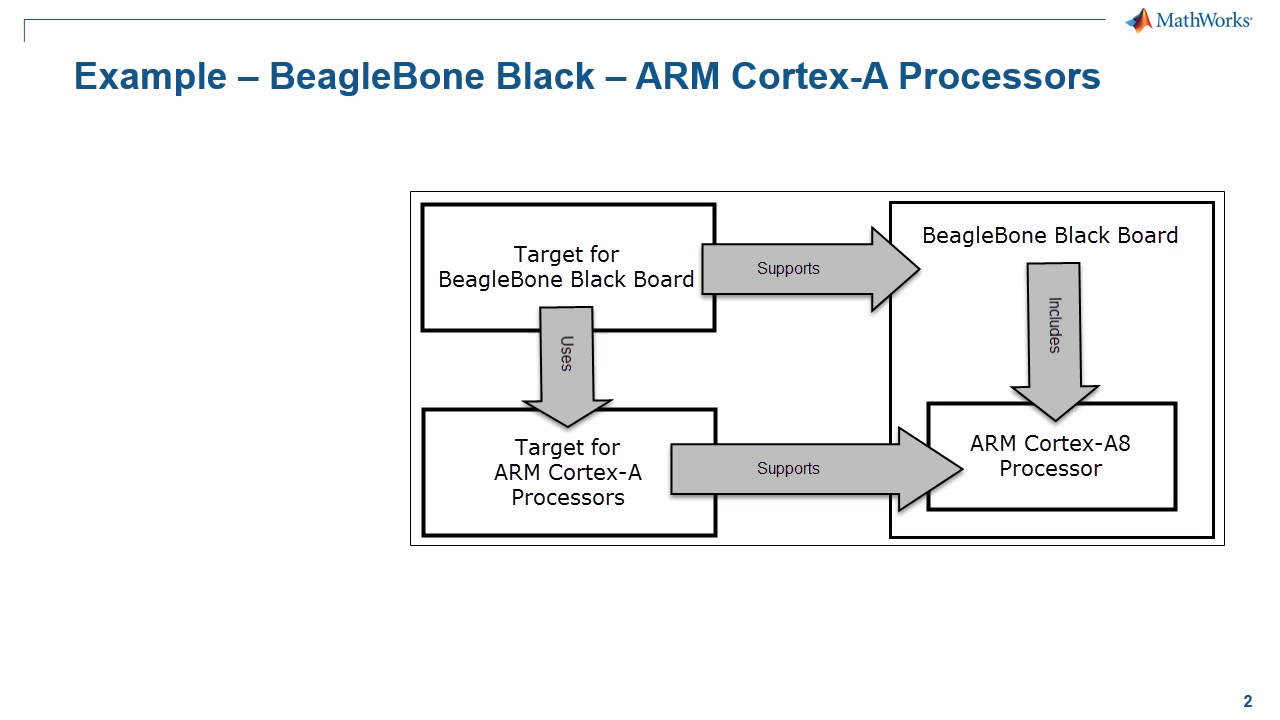 MathWorks®
Example – BeagleBone Black – ARM Cortex-A Processors
Target for
BeagleBone Black Board
Supports
BeagleBone Black Board
Uses
Includes
Target for
ARM Cortex-A
Processors
Supports
ARM Cortex-A8
Processor
2